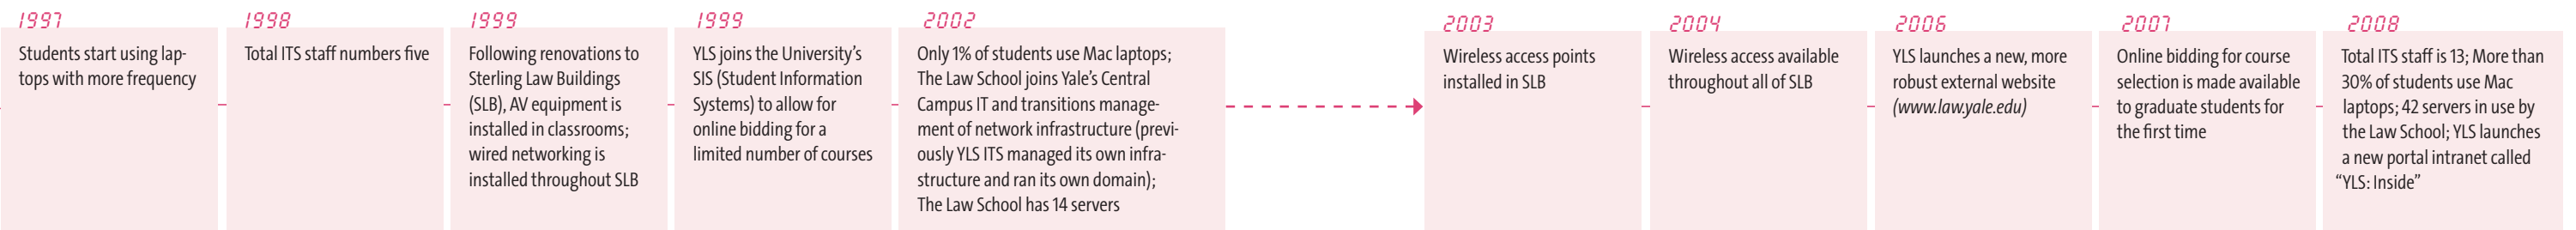 1997
Students start using lap-
tops with more frequency
1998
Total ITS staff numbers five
1999
Following renovations to
Sterling Law Buildings
(SLB), AV equipment is
installed in classrooms;
wired networking is
installed throughout SLB
1999
YLS joins the University’s
SIS (Student Information
Systems) to allow for
online bidding for a
limited number of courses
2002
Only 1% of students use Mac laptops;
The Law School joins Yale’s Central
Campus IT and transitions manage-
ment of network infrastructure (previ-
ously YLS ITS managed its own infra-
structure and ran its own domain);
The Law School has 14 servers
2003
Wireless access points
installed in SLB
2004
Wireless access available
throughout all of SLB
2006
YLS launches a new, more
robust external website
(www.law.yale.edu)
2007
Online bidding for course
selection is made available
to graduate students for
the first time
2008
Total ITS staff is 13; More than
30% of students use Mac
laptops; 42 servers in use by
the Law School; YLS launches
a new portal intranet called
“YLS: Inside”